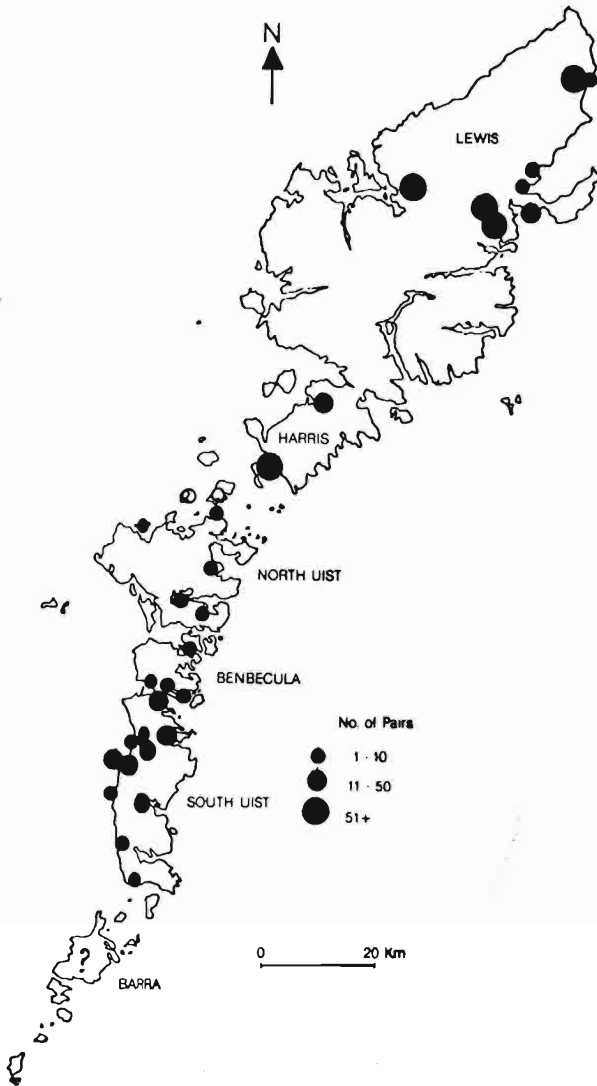 N
LEWIS
HARRIS
NORTH UIST
BENBECULA
No. of Pairs
1 - 10
11 - 50
51+
SOUTH UIST
?
0 20 Km
BARRA